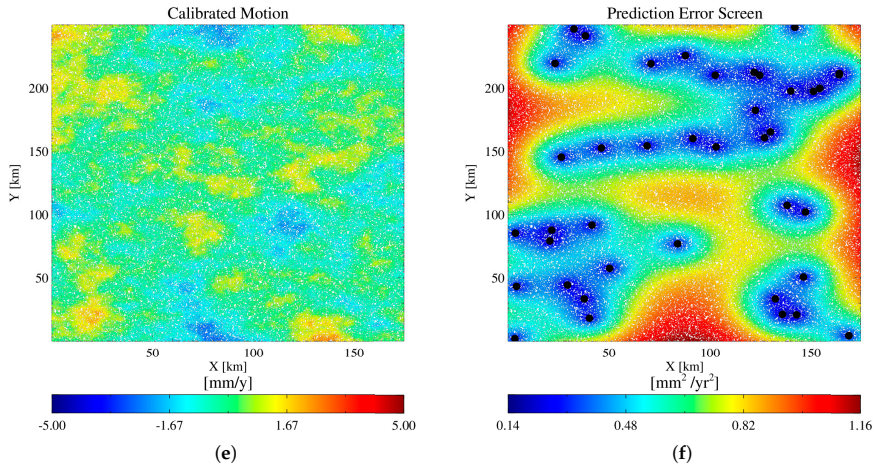 Calibrated Motion
Prediction Error Screen
200
150
100
50
Y [km]
50
100
150
X [km]
[mm/y]
-5.00
-1.67
1.67
5.00
(e)
200
150
100
50
Y [km]
50
100
150
X [km]
[mm²/yr²]
0.14
0.48
0.82
1.16
(f)